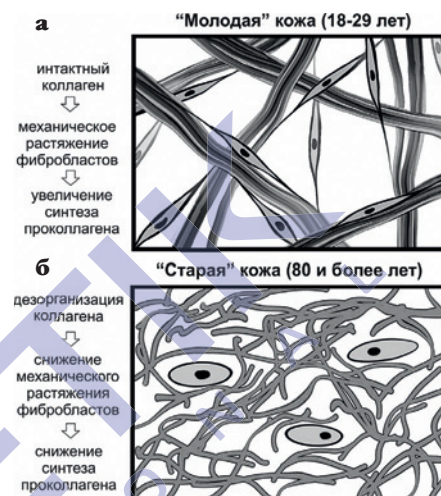 а
“Молодая” кожа (18-29 лет)
интактный
коллаген
механическое
растяжение
фибробластов
увеличение
синтеза
проколлагена
б
“Старая” кожа (80 и более лет)
дезорганизация
коллагена
снижение
механического
растяжения
фибробластов
снижение
синтеза
проколлагена